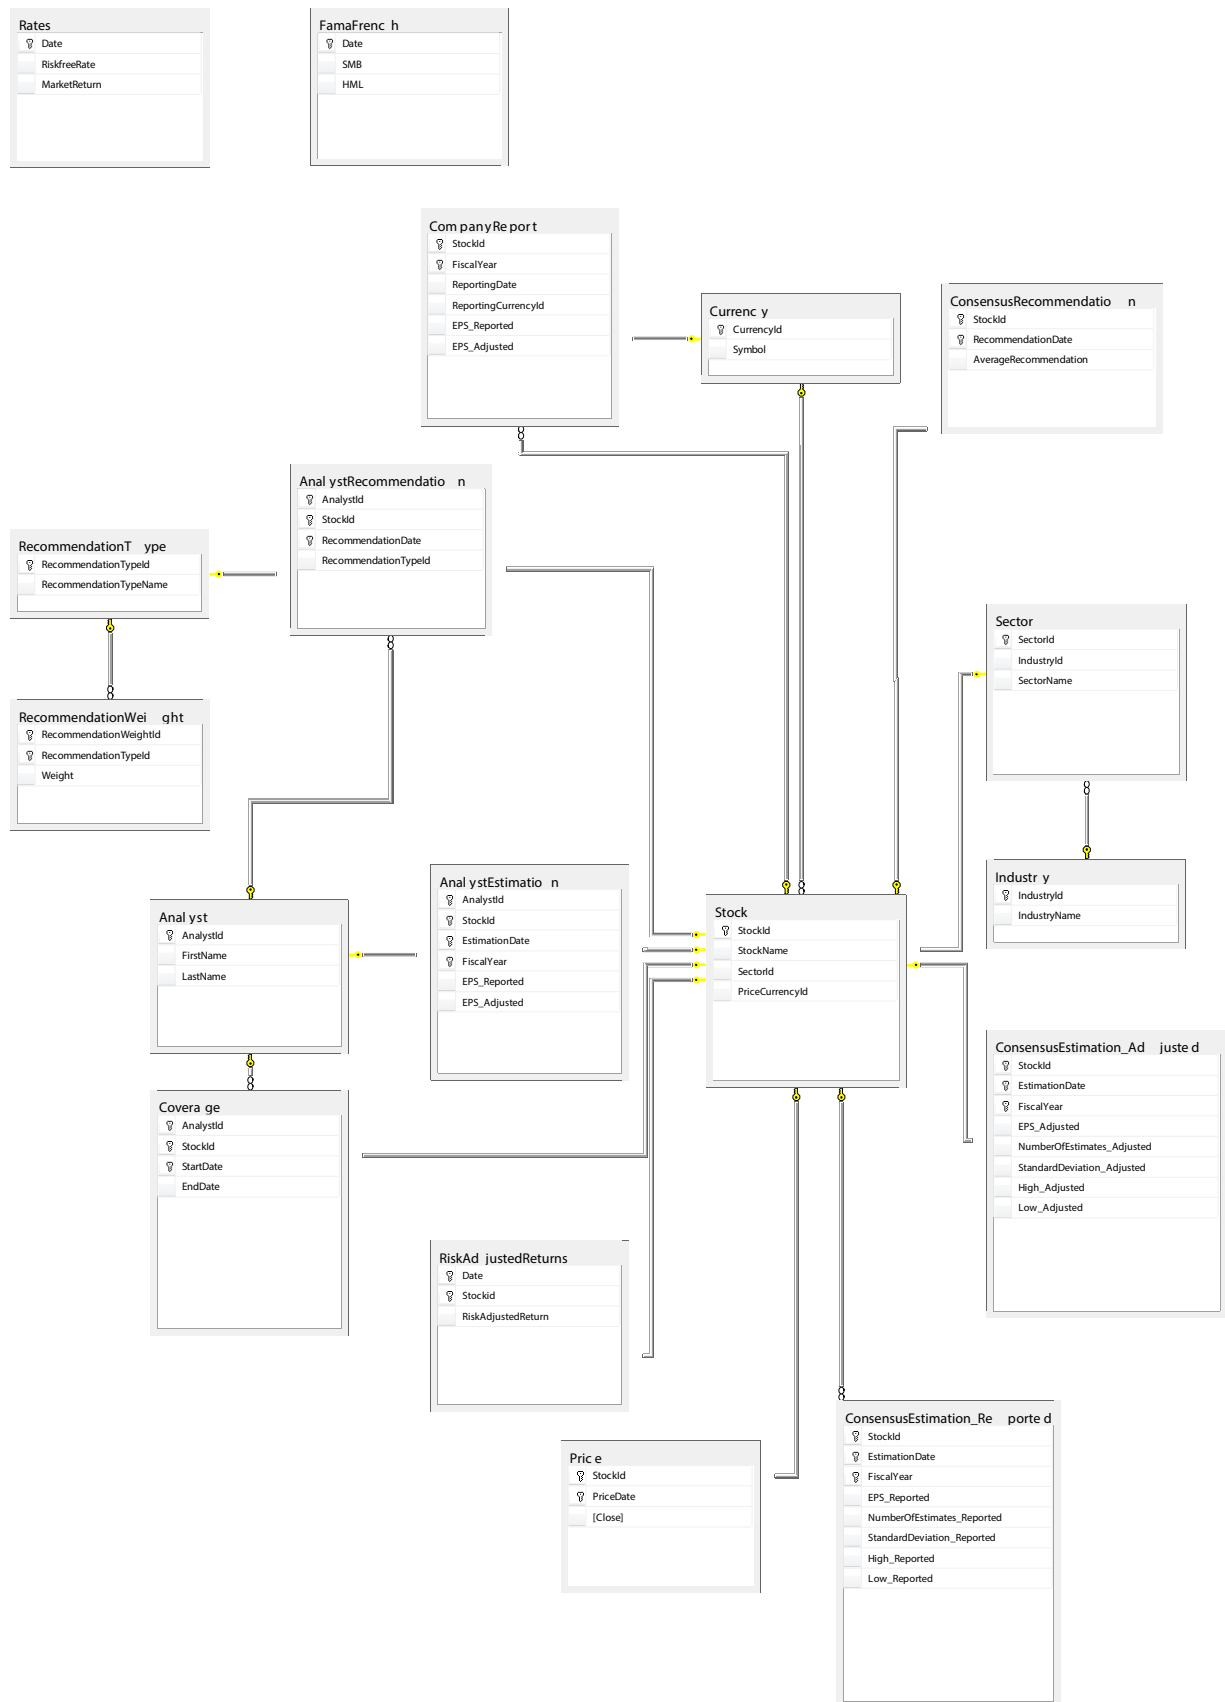 Rates
Date
RiskfreeRate
MarketReturn
FamaFrenc h
Date
SMB
HML
Com panyRe por t
StockId
FiscalYear
ReportingDate
ReportingCurrencyId
EPS_Reported
EPS_Adjusted
Currenc y
CurrencyId
Symbol
ConsensusRecommendatio n
StockId
RecommendationDate
AverageRecommendation
Anal ystRecommendatio n
AnalystId
StockId
RecommendationDate
RecommendationTypeId
RecommendationT ype
RecommendationTypeId
RecommendationTypeName
RecommendationWei ght
RecommendationWeightId
RecommendationTypeId
Weight
Sector
SectorId
IndustryId
SectorName
Industr y
IndustryId
IndustryName
Anal yst
AnalystId
FirstName
LastName
Anal ystEstimatio n
AnalystId
StockId
EstimationDate
FiscalYear
EPS_Reported
EPS_Adjusted
Stock
StockId
StockName
SectorId
PriceCurrencyId
ConsensusEstimation_Ad juste d
StockId
EstimationDate
FiscalYear
EPS_Adjusted
NumberOfEstimates_Adjusted
StandardDeviation_Adjusted
High_Adjusted
Low_Adjusted
Covera ge
AnalystId
StockId
StartDate
EndDate
RiskAd justedReturns
Date
Stockid
RiskAdjustedReturn
Pric e
StockId
PriceDate
[Close]
ConsensusEstimation_Re porte d
StockId
EstimationDate
FiscalYear
EPS_Reported
NumberOfEstimates_Reported
StandardDeviation_Reported
High_Reported
Low_Reported